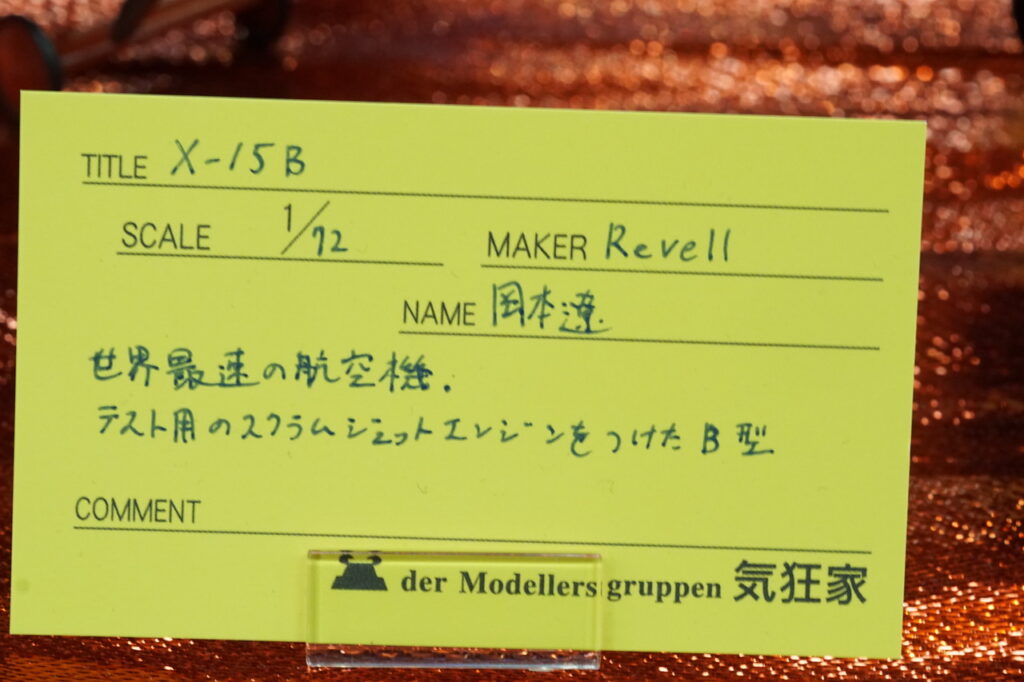 TITLE X-15B
SCALE 1/72 MAKER Revell
NAME 岡本遼
世界最速の航空機.
テスト用のスクラムジェットエンジンをつけたB型
COMMENT
der Modellers gruppen 気狂家